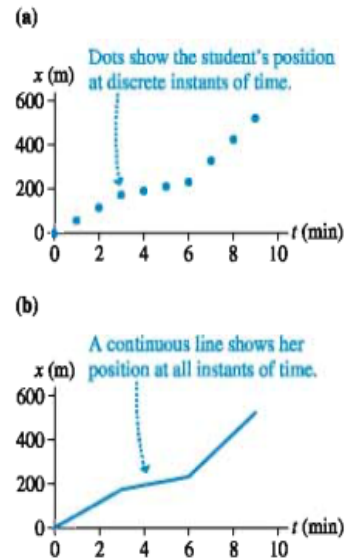 (a)
Dots show the student's position
at discrete instants of time.
x (m)
600
400
200
0
0 2 4 6 8 10
t (min)
(b)
A continuous line shows her
position at all instants of time.
x (m)
600
400
200
0
0 2 4 6 8 10
t (min)